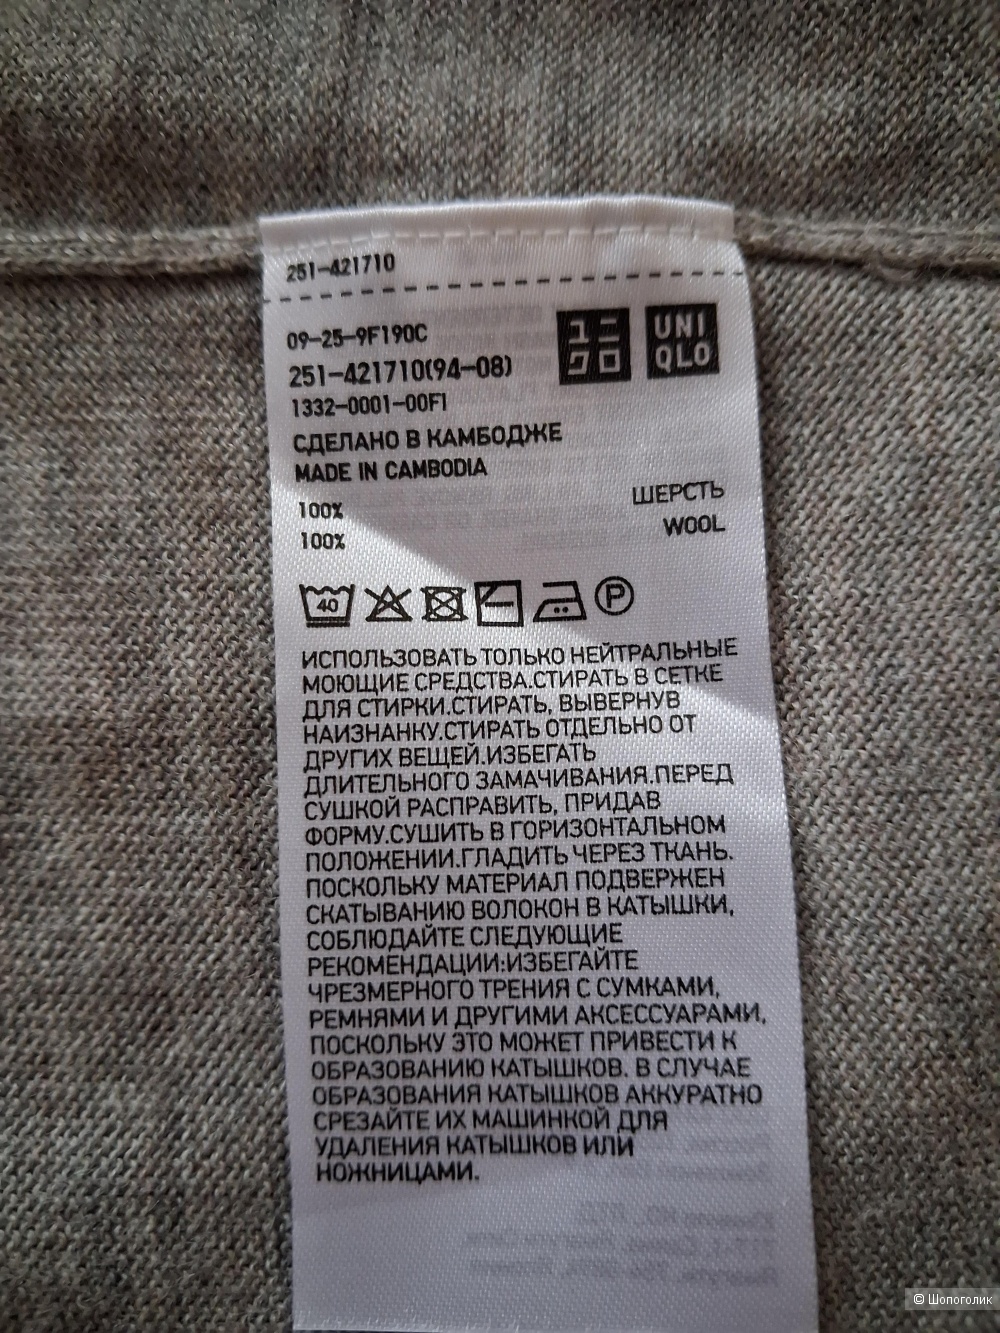 251-421710
09-25-9F190C
251-421710(94-08)
1332-0001-00FI
UNI
QLO
СДЕЛАНО В КАМБОДЖЕ
MADE IN CAMBODIA
100% ШЕРСТЬ
100% WOOL
40 P
ИСПОЛЬЗОВАТЬ ТОЛЬКО НЕЙТРАЛЬНЫЕ
МОЮЩИЕ СРЕДСТВА.СТИРАТЬ В СЕТКЕ
ДЛЯ СТИРКИ.СТИРАТЬ, ВЫВЕРНУВ
НАИЗНАНКУ.СТИРАТЬ ОТДЕЛЬНО ОТ
ДРУГИХ ВЕЩЕЙ.ИЗБЕГАТЬ
ДЛИТЕЛЬНОГО ЗАМАЧИВАНИЯ.ПЕРЕД
СУШКОЙ РАСПРАВИТЬ, ПРИДАВ
ФОРМУ.СУШИТЬ В ГОРИЗОНТАЛЬНОМ
ПОЛОЖЕНИИ.ГЛАДИТЬ ЧЕРЕЗ ТКАНЬ.
ПОСКОЛЬКУ МАТЕРИАЛ ПОДВЕРЖЕН
СКАТЫВАНИЮ ВОЛОКОН В КАТЫШКИ,
СОБЛЮДАЙТЕ СЛЕДУЮЩИЕ
РЕКОМЕНДАЦИИ:ИЗБЕГАЙТЕ
ЧРЕЗМЕРНОГО ТРЕНИЯ С СУМКАМИ,
РЕМНЯМИ И ДРУГИМИ АКСЕССУАРАМИ,
ПОСКОЛЬКУ ЭТО МОЖЕТ ПРИВЕСТИ К
ОБРАЗОВАНИЮ КАТЫШКОВ. В СЛУЧАЕ
ОБРАЗОВАНИЯ КАТЫШКОВ АККУРАТНО
СРЕЗАЙТЕ ИХ МАШИНКОЙ ДЛЯ
УДАЛЕНИЯ КАТЫШКОВ ИЛИ
НОЖНИЦАМИ.
© Шопоголик